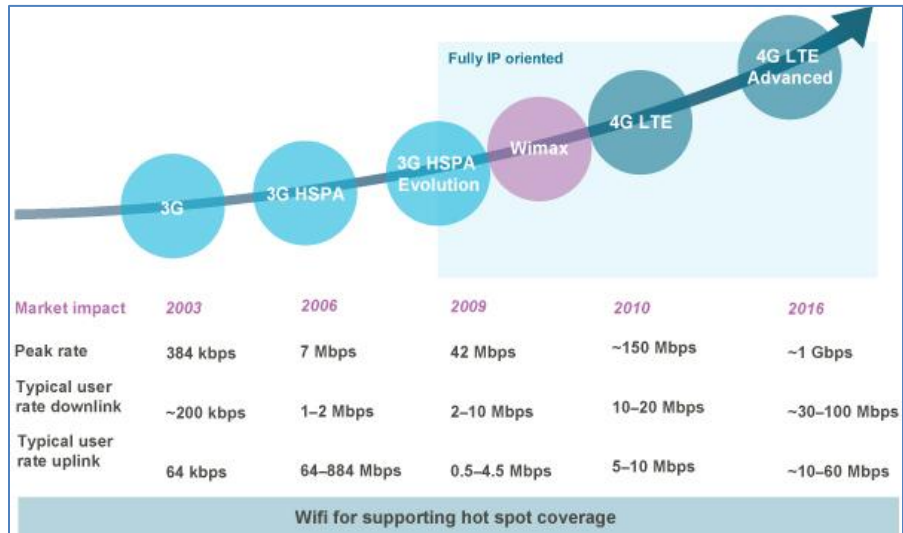 Fully IP oriented
3G
3G HSPA
3G HSPA
Evolution
Wimax
4G LTE
4G LTE
Advanced
Market impact 2003 2006 2009 2010 2016
Peak rate 384 kbps 7 Mbps 42 Mbps ~150 Mbps ~1 Gbps
Typical user
rate downlink ~200 kbps 1–2 Mbps 2–10 Mbps 10–20 Mbps ~30–100 Mbps
Typical user
rate uplink 64 kbps 64–884 Mbps 0.5–4.5 Mbps 5–10 Mbps ~10–60 Mbps
Wifi for supporting hot spot coverage